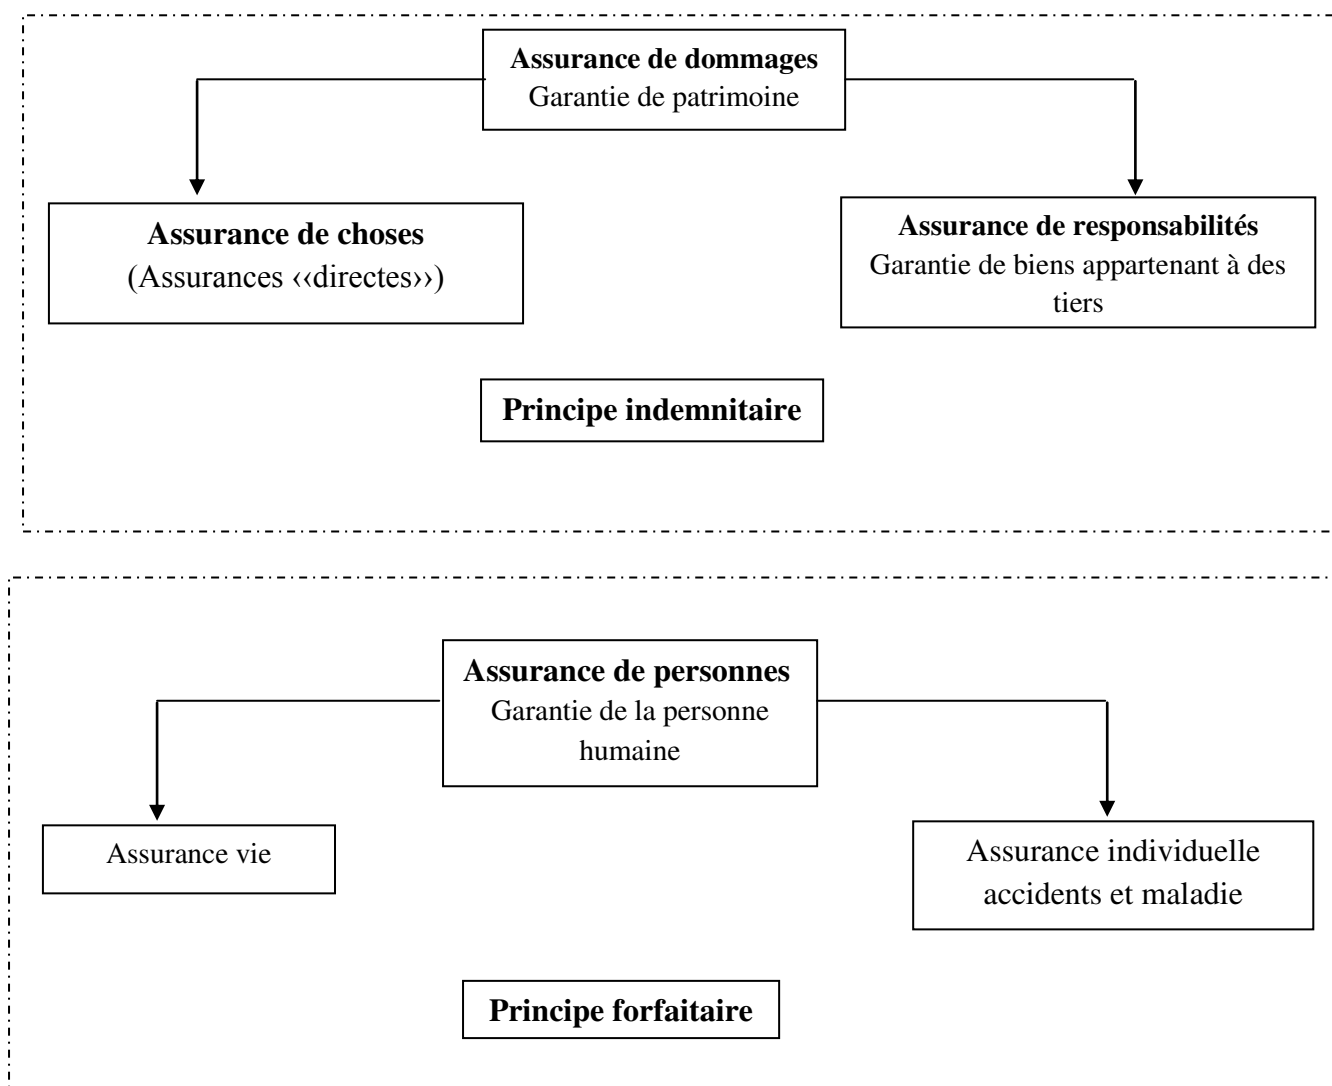 Assurance de dommages
Garantie de patrimoine
Assurance de choses
(Assurances ‹‹directes››)
Assurance de responsabilités
Garantie de biens appartenant à des
tiers
Principe indemnitaire
Assurance de personnes
Garantie de la personne
humaine
Assurance vie
Assurance individuelle
accidents et maladie
Principe forfaitaire